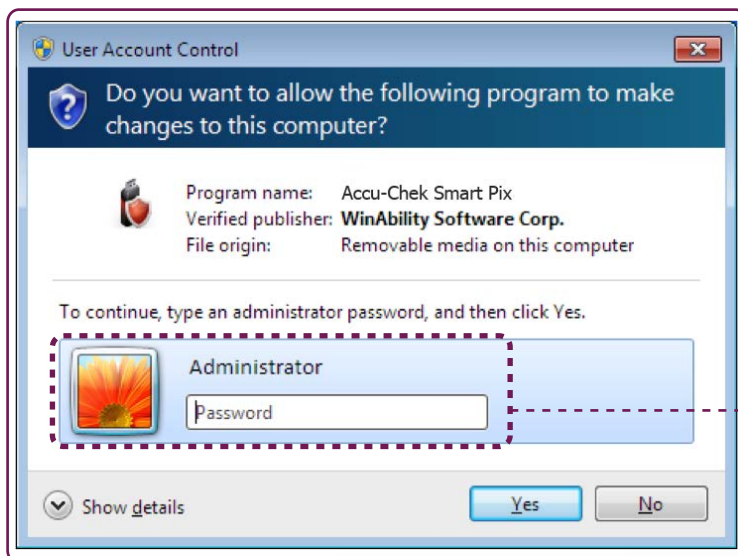 User Account Control
Do you want to allow the following program to make
changes to this computer?
Program name: Accu-Chek Smart Pix
Verified publisher: WinAbility Software Corp.
File origin: Removable media on this computer
To continue, type an administrator password, and then click Yes.
Administrator
Password
Show details
Yes No